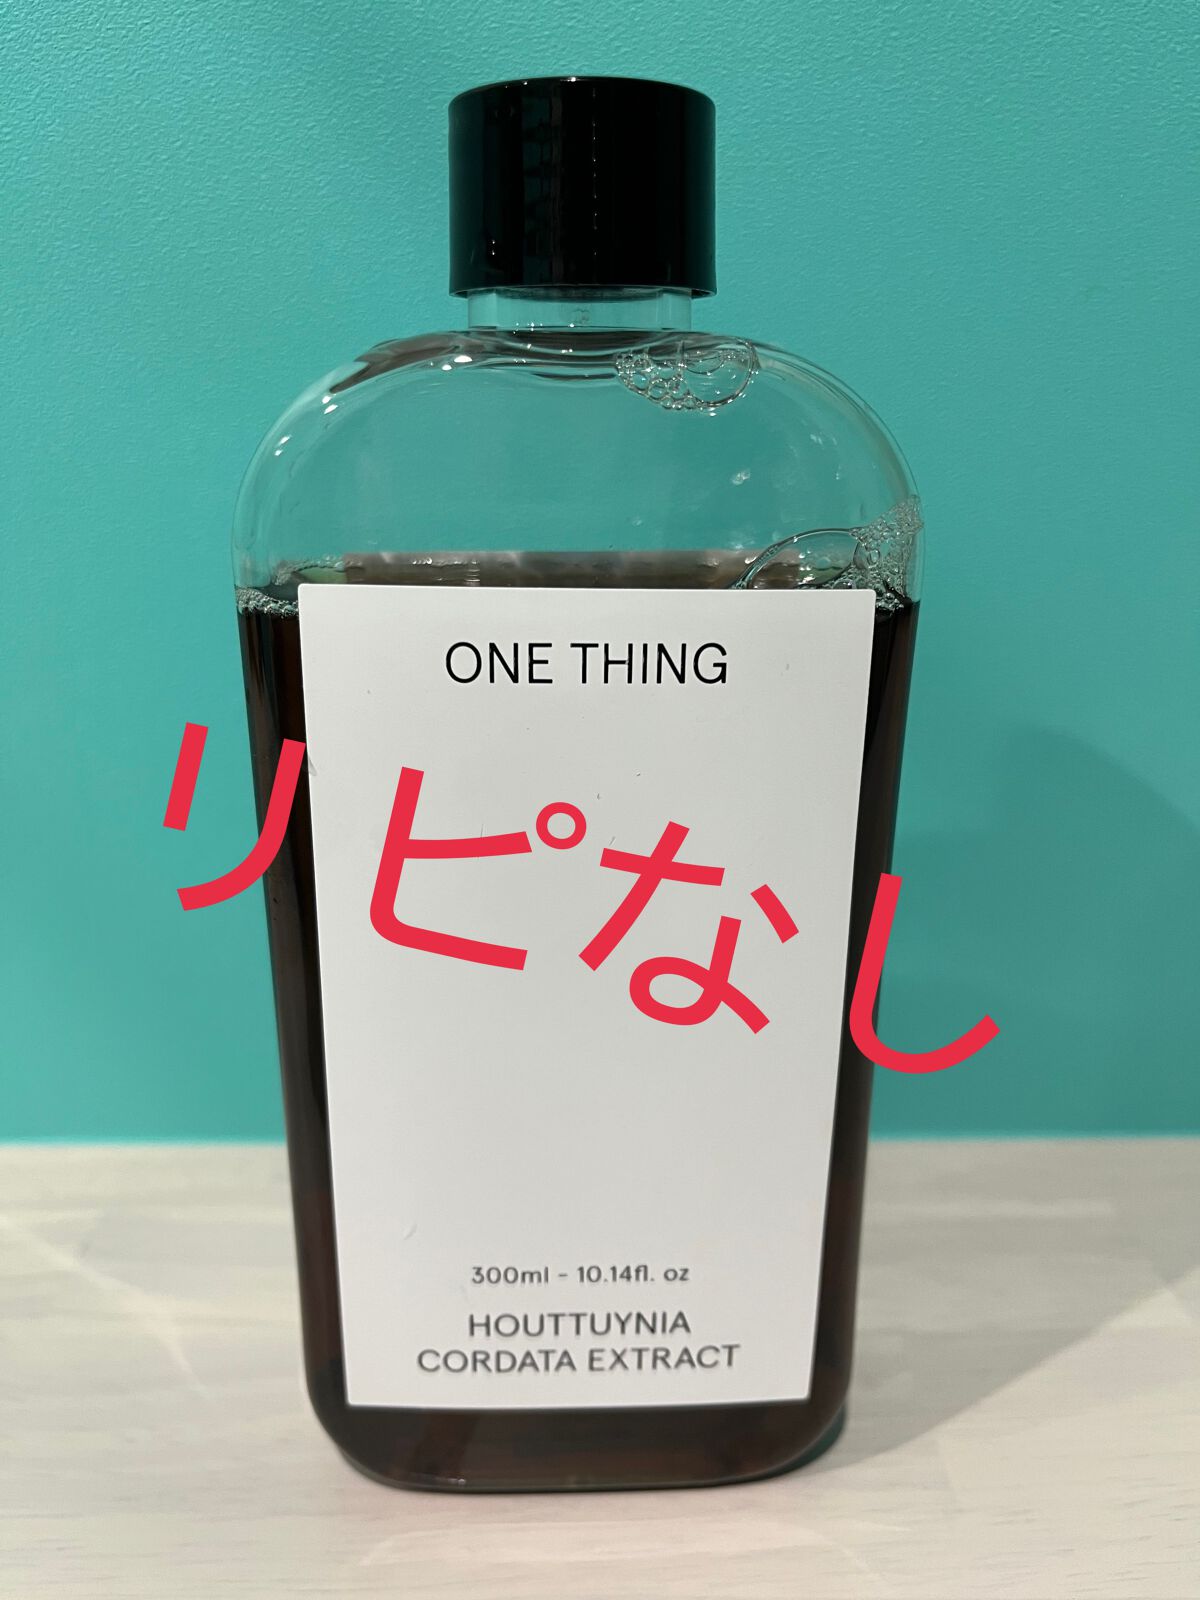 ONE THING
リピなし
300ml - 10.14fl. oz
HOUTTUYNIA
CORDATA EXTRACT